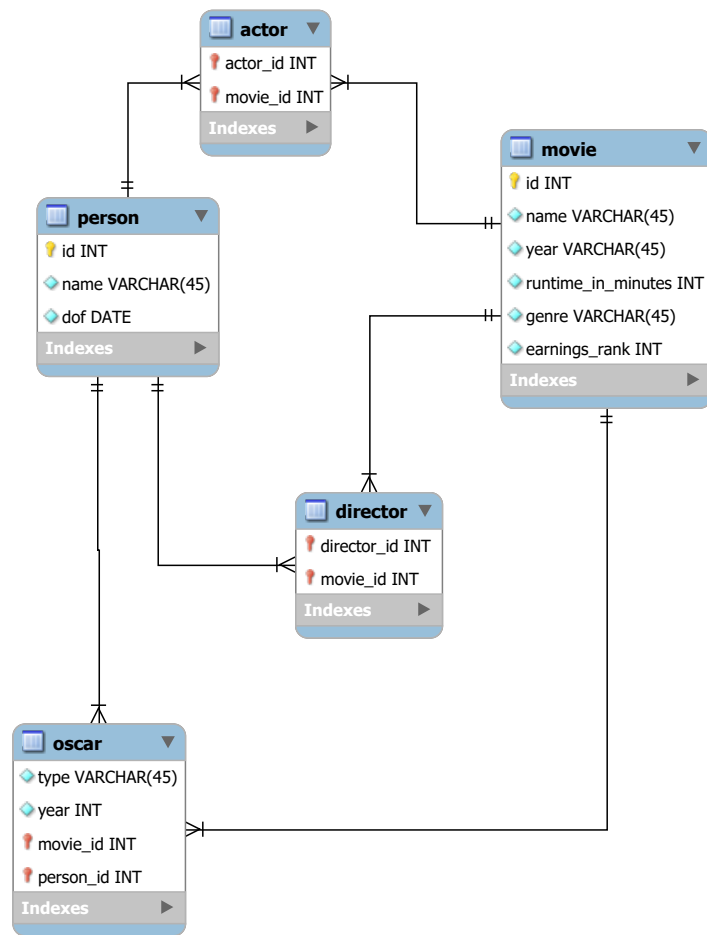 actor
actor_id INT
movie_id INT
Indexes
movie
id INT
name VARCHAR(45)
year VARCHAR(45)
runtime_in_minutes INT
genre VARCHAR(45)
earnings_rank INT
Indexes
person
id INT
name VARCHAR(45)
dof DATE
Indexes
director
director_id INT
movie_id INT
Indexes
oscar
type VARCHAR(45)
year INT
movie_id INT
person_id INT
Indexes